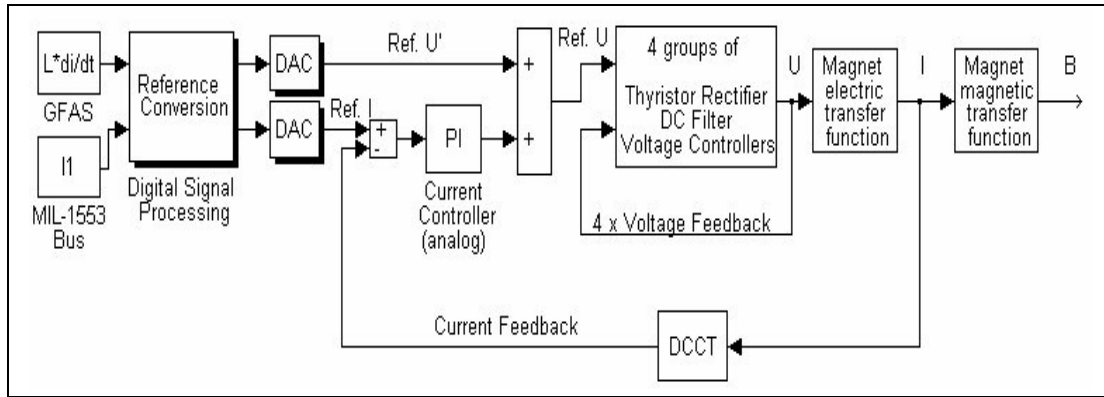 L*di/dt
GFAS
I1
MIL-1553
Bus
Reference
Conversion
Digital Signal
Processing
DAC
DAC
Ref. U'
Ref. I
+
-
PI
Current
Controller
(analog)
+
+
Ref. U
4 groups of
Thyristor Rectifier
DC Filter
Voltage Controllers
4 x Voltage Feedback
U
Magnet
electric
transfer
function
I
Magnet
magnetic
transfer
function
B
Current Feedback
DCCT